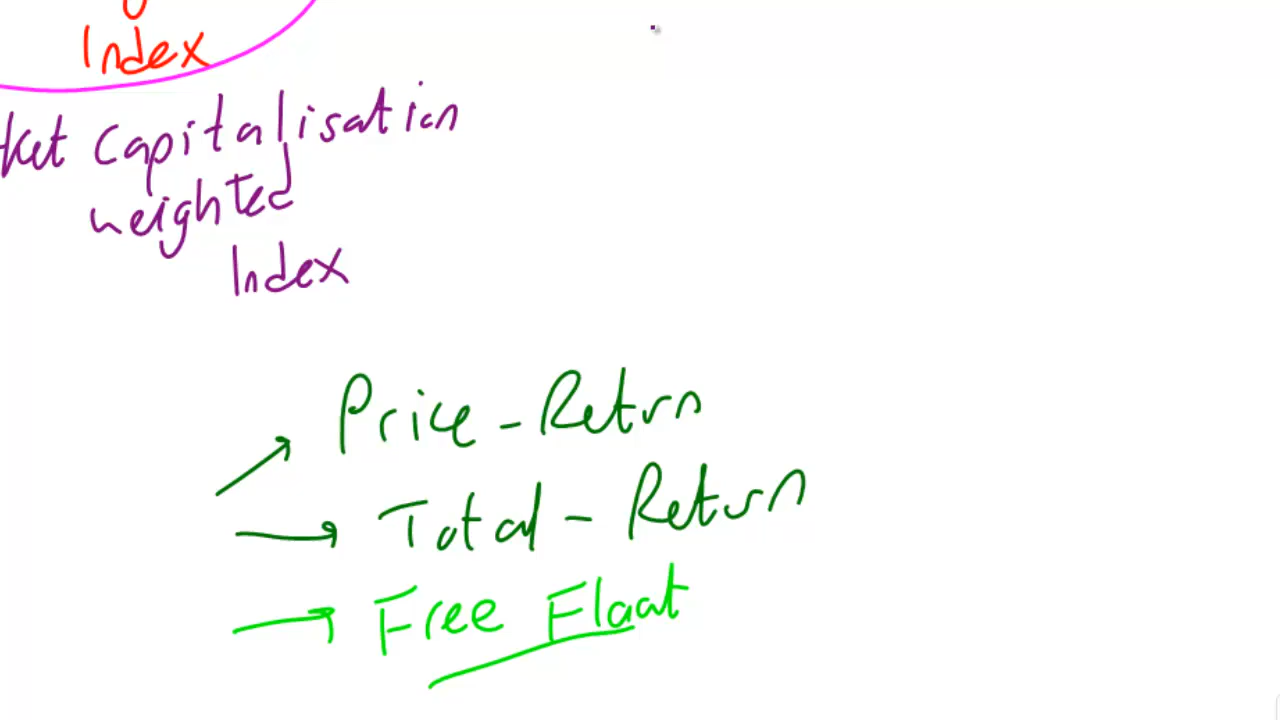 Index
ket Capitalisation
weighted
Index
Price - Return
Total - Return
Free Float